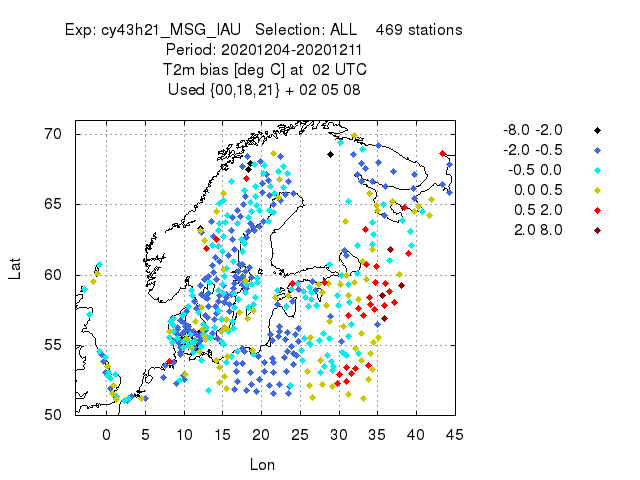 Exp: cy43h21_MSG_IAU   Selection: ALL    469 stations
Period: 20201204-20201211
T2m bias [deg C] at  02 UTC
Used {00,18,21} + 02 05 08
70
65
60
55
50
Lat
0 5 10 15 20 25 30 35 40 45
Lon
-8.0 -2.0
-2.0 -0.5
-0.5 0.0
0.0 0.5
0.5 2.0
2.0 8.0